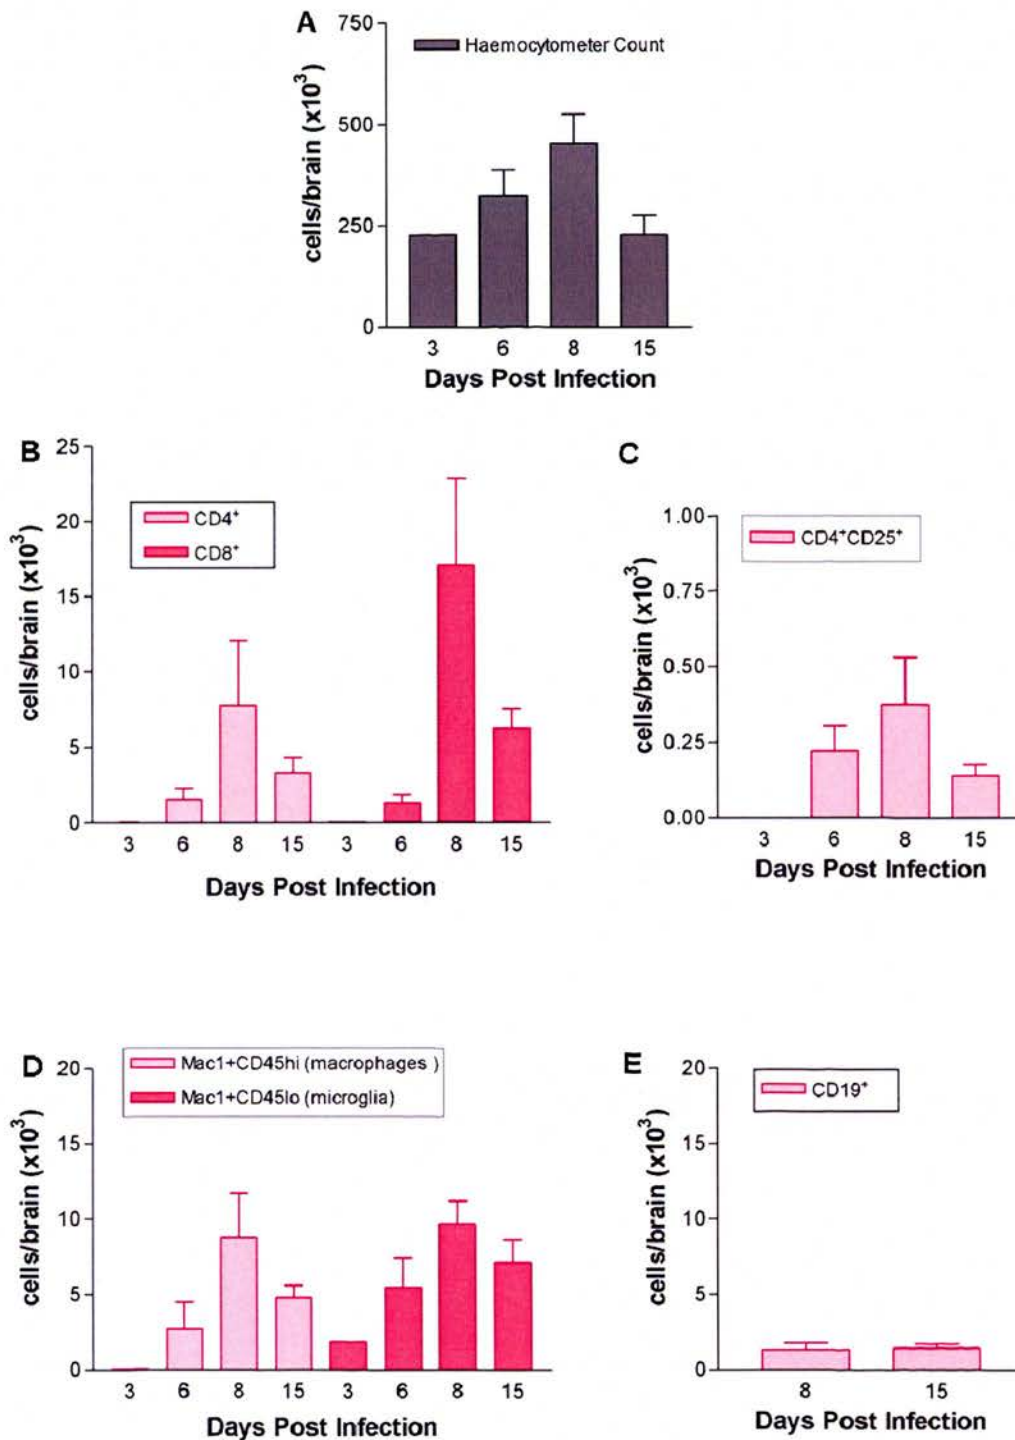 A
750
500
250
0
cells/brain (x10³)
Haemocytometer Count
3 6 8 15
Days Post Infection
B
25
20
15
10
5
0
cells/brain (x10³)
CD4⁺
CD8⁺
3 6 8 15 3 6 8 15
Days Post Infection
C
1.00
0.75
0.50
0.25
0.00
cells/brain (x10³)
CD4⁺CD25⁺
3 6 8 15
Days Post Infection
D
20
15
10
5
0
cells/brain (x10³)
Mac1+CD45hi (macrophages )
Mac1+CD45lo (microglia)
3 6 8 15 3 6 8 15
Days Post Infection
E
20
15
10
5
0
cells/brain (x10³)
CD19⁺
8 15
Days Post Infection